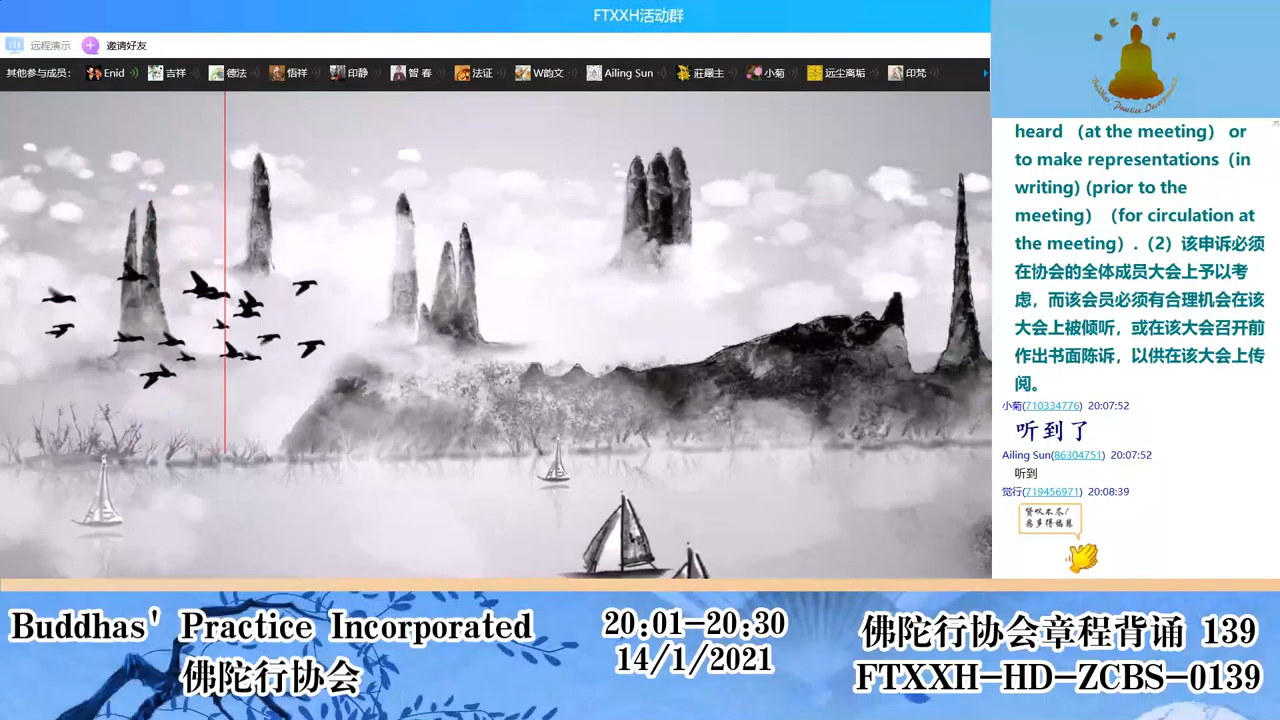 FTXXH活动群
远程演示 邀请好友
其他参与成员： Enid 吉祥 德法 悟祥 印静 智 春 法证 W韵文 Ailing Sun 莊嚴主 小菊 远尘离垢 印梵
Buddhas' Practice Incorporated
heard （at the meeting） or
to make representations（in
writing) (prior to the
meeting）（for circulation at
the meeting）.（2）该申诉必须
在协会的全体成员大会上予以考
虑，而该会员必须有合理机会在该
大会上被倾听，或在该大会召开前
作出书面陈诉，以供在该大会上传
阅。
小菊(710334776) 20:07:52
听到了
Ailing Sun(86304751) 20:07:52
听到
觉行(719456971) 20:08:39
赞叹不尽!
Buddhas' Practice Incorporated
佛陀行协会
20:01-20:30
14/1/2021
佛陀行协会章程背诵 139
FTXXH-HD-ZCBS-0139